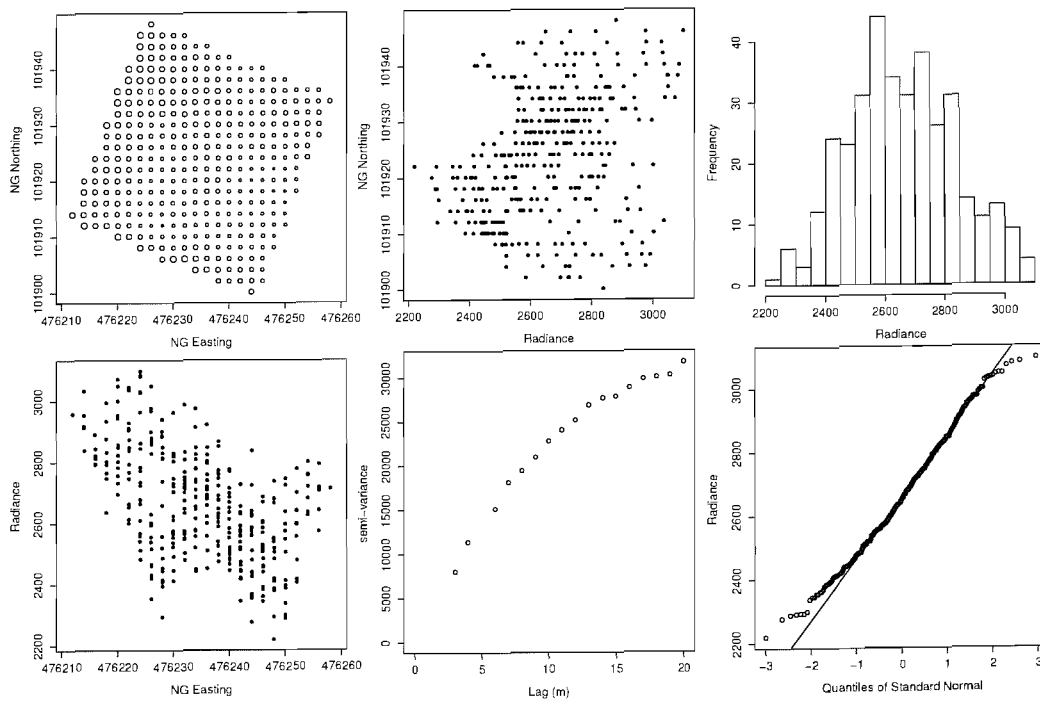 NG Northing
101900 101910 101920 101930 101940
476210 476220 476230 476240 476250 476260
NG Easting
NG Northing
101900 101910 101920 101930 101940
2200 2400 2600 2800 3000
Radiance
Frequency
0 10 20 30 40
2200 2400 2600 2800 3000
Radiance
Radiance
2200 2400 2600 2800 3000
476210 476220 476230 476240 476250 476260
NG Easting
semi-variance
0 5000 10000 15000 20000 25000 30000
0 5 10 15 20
Lag (m)
Radiance
2200 2400 2600 2800 3000
-3 -2 -1 0 1 2 3
Quantiles of Standard Normal